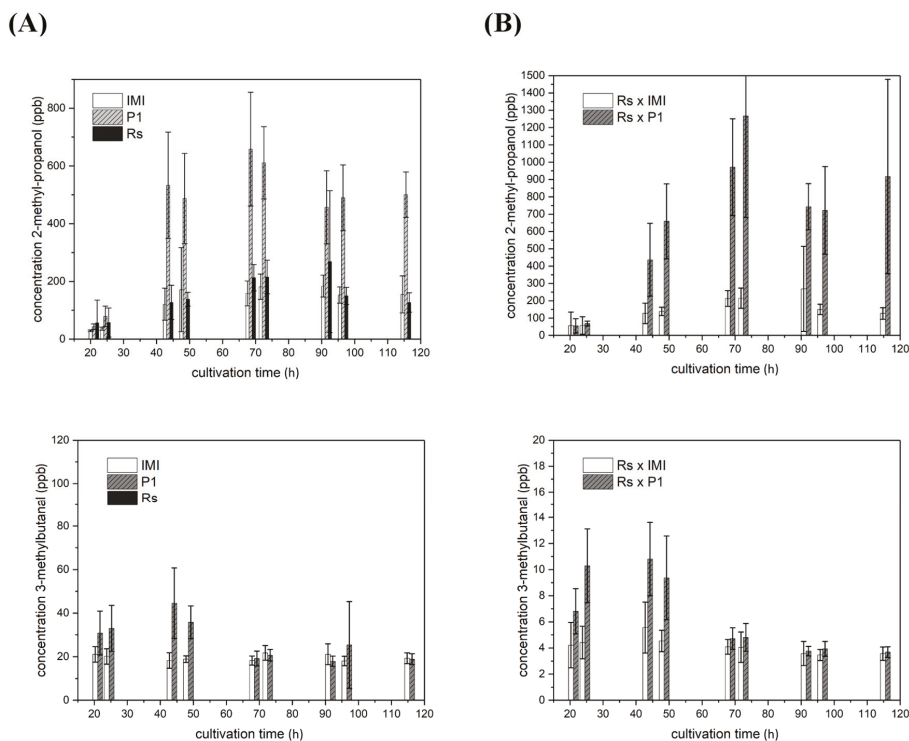 (A)
(B)
concentration 2-methyl-propanol (ppb)
800
600
400
200
0
IMI
P1
Rs
20 30 40 50 60 70 80 90 100 110 120
cultivation time (h)
concentration 2-methyl-propanol (ppb)
1500
1400
1300
1200
1100
1000
900
800
700
600
500
400
300
200
100
0
Rs x IMI
Rs x P1
20 30 40 50 60 70 80 90 100 110 120
cultivation time (h)
concentration 3-methylbutanal (ppb)
120
100
80
60
40
20
0
IMI
P1
Rs
20 30 40 50 60 70 80 90 100 110 120
cultivation time (h)
concentration 3-methylbutanal (ppb)
20
18
16
14
12
10
8
6
4
2
0
Rs x IMI
Rs x P1
20 30 40 50 60 70 80 90 100 110 120
cultivation time (h)